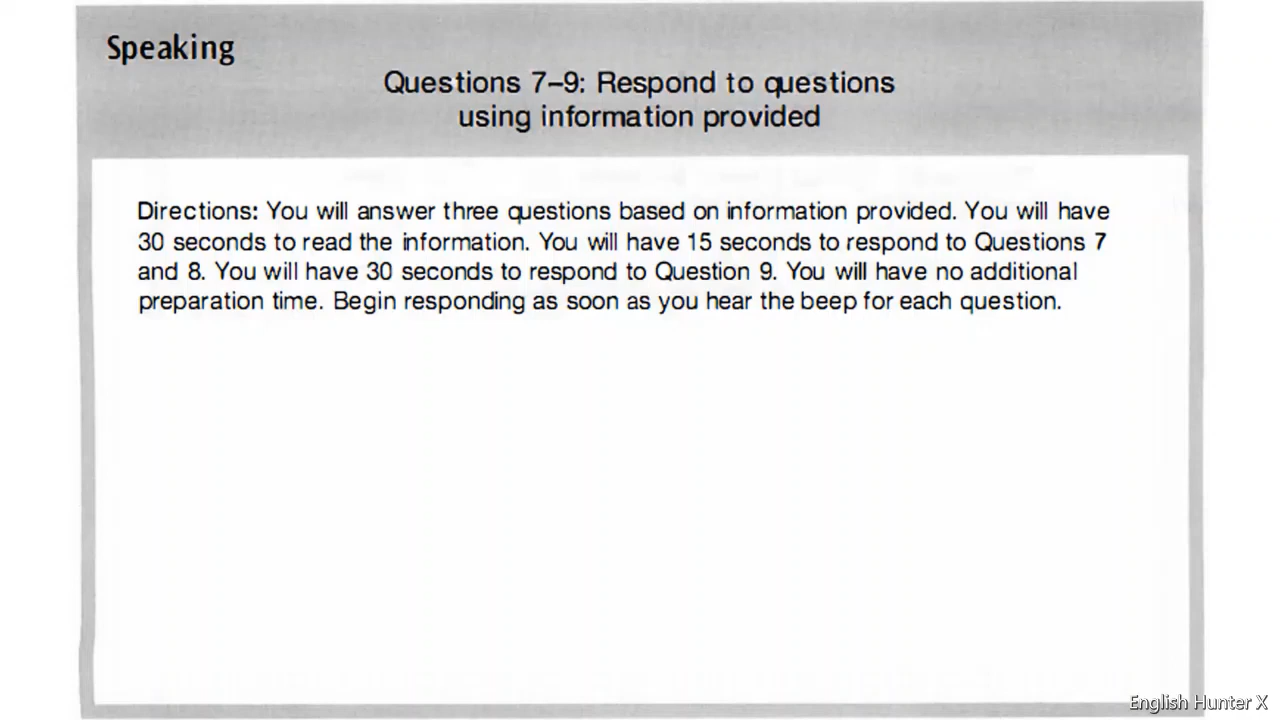 Speaking
Questions 7–9: Respond to questions
using information provided
Directions: You will answer three questions based on information provided. You will have
30 seconds to read the information. You will have 15 seconds to respond to Questions 7
and 8. You will have 30 seconds to respond to Question 9. You will have no additional
preparation time. Begin responding as soon as you hear the beep for each question.
English Hunter X